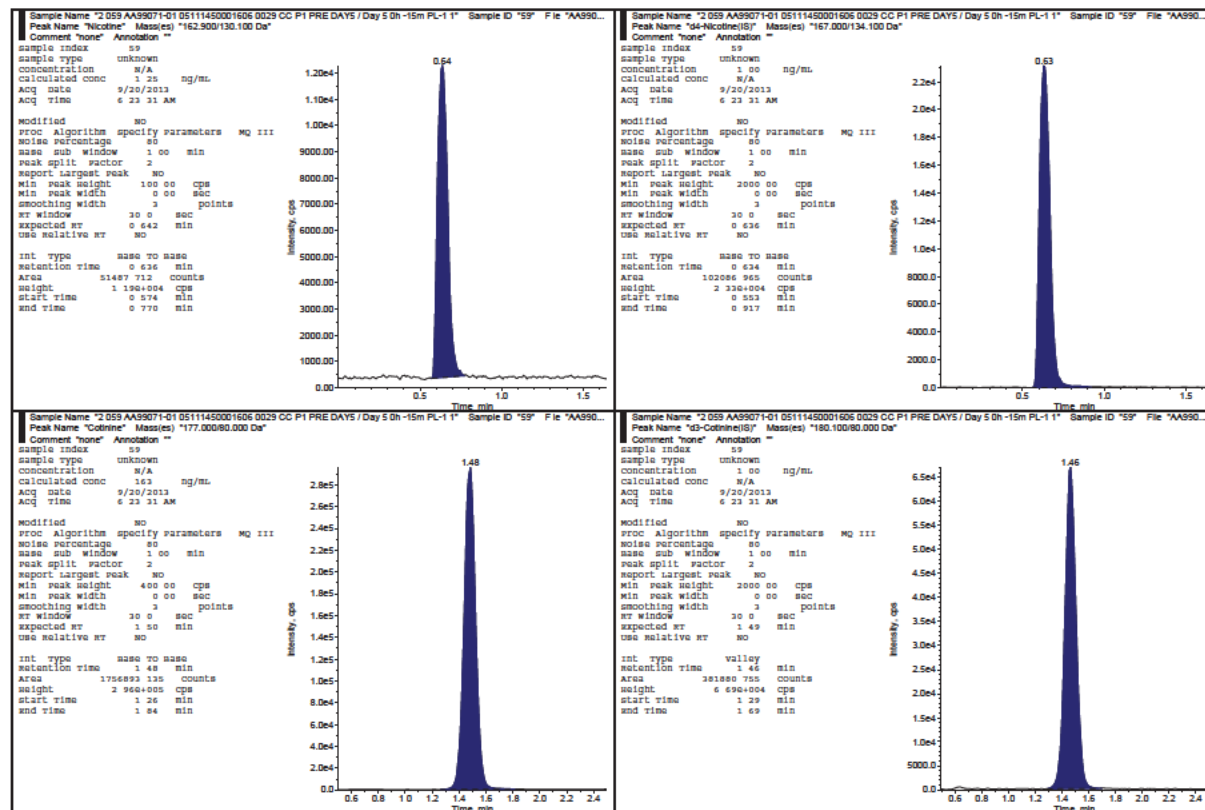 Sample Name "2 059 AA99071-01 05111450001606 0029 CC P1 PRE DAY5 / Day 5 0h -15m PL-1 1" Sample ID "59" File "AA990...
Peak Name "Nicotine" Mass(es) "162.900/130.100 Da"
Comment "none" Annotation ""
Sample Index 59
Sample Type Unknown
Concentration N/A
Calculated Conc 1 25 ng/mL
Acq Date 9/20/2013
Acq Time 6 23 31 AM
Modified NO
Proc Algorithm Specify Parameters MQ III
Noise Percentage 80
Base Sub Window 1 00 min
Peak Split Factor 2
Report Largest Peak NO
Min Peak Height 100 00 cps
Min Peak Width 0 00 sec
Smoothing Width 3 points
RT Window 30 0 sec
Expected RT 0 642 min
Use Relative RT NO
Int Type Base To Base
Retention Time 0 636 min
Area 51487 712 counts
Height 1 19e+004 cps
Start Time 0 574 min
End Time 0 770 min
0.64
1.20e4
1.10e4
1.00e4
9000.00
8000.00
7000.00
6000.00
5000.00
4000.00
3000.00
2000.00
1000.00
0.00
Intensity, cps
0.5 1.0 1.5
Time, min
Sample Name "2 059 AA99071-01 05111450001606 0029 CC P1 PRE DAY5 / Day 5 0h -15m PL-1 1" Sample ID "59" File "AA990...
Peak Name "d4-Nicotine(IS)" Mass(es) "167.000/134.100 Da"
Comment "none" Annotation ""
Sample Index 59
Sample Type Unknown
Concentration 1 00 ng/mL
Calculated Conc N/A
Acq Date 9/20/2013
Acq Time 6 23 31 AM
Modified NO
Proc Algorithm Specify Parameters MQ III
Noise Percentage 80
Base Sub Window 1 00 min
Peak Split Factor 2
Report Largest Peak NO
Min Peak Height 2000 00 cps
Min Peak Width 0 00 sec
Smoothing Width 3 points
RT Window 30 0 sec
Expected RT 0 636 min
Use Relative RT NO
Int Type Base To Base
Retention Time 0 634 min
Area 102086 965 counts
Height 2 33e+004 cps
Start Time 0 553 min
End Time 0 917 min
0.63
2.2e4
2.0e4
1.8e4
1.6e4
1.4e4
1.2e4
1.0e4
8000.0
6000.0
4000.0
2000.0
0.0
Intensity, cps
0.5 1.0 1.5
Time, min
Sample Name "2 059 AA99071-01 05111450001606 0029 CC P1 PRE DAY5 / Day 5 0h -15m PL-1 1" Sample ID "59" File "AA990...
Peak Name "Cotinine" Mass(es) "177.000/80.000 Da"
Comment "none" Annotation ""
Sample Index 59
Sample Type Unknown
Concentration N/A
Calculated Conc 163 ng/mL
Acq Date 9/20/2013
Acq Time 6 23 31 AM
Modified NO
Proc Algorithm Specify Parameters MQ III
Noise Percentage 80
Base Sub Window 1 00 min
Peak Split Factor 2
Report Largest Peak NO
Min Peak Height 400 00 cps
Min Peak Width 0 00 sec
Smoothing Width 3 points
RT Window 30 0 sec
Expected RT 1 50 min
Use Relative RT NO
Int Type Base To Base
Retention Time 1 48 min
Area 1756893 135 counts
Height 2 96e+005 cps
Start Time 1 26 min
End Time 1 84 min
1.48
2.8e5
2.6e5
2.4e5
2.2e5
2.0e5
1.8e5
1.6e5
1.4e5
1.2e5
1.0e5
8.0e4
6.0e4
4.0e4
2.0e4
0.0
Intensity, cps
0.6 0.8 1.0 1.2 1.4 1.6 1.8 2.0 2.2 2.4
Time, min
Sample Name "2 059 AA99071-01 05111450001606 0029 CC P1 PRE DAY5 / Day 5 0h -15m PL-1 1" Sample ID "59" File "AA990...
Peak Name "d3-Cotinine(IS)" Mass(es) "180.100/80.000 Da"
Comment "none" Annotation ""
Sample Index 59
Sample Type Unknown
Concentration 1 00 ng/mL
Calculated Conc N/A
Acq Date 9/20/2013
Acq Time 6 23 31 AM
Modified NO
Proc Algorithm Specify Parameters MQ III
Noise Percentage 80
Base Sub Window 1 00 min
Peak Split Factor 2
Report Largest Peak NO
Min Peak Height 2000 00 cps
Min Peak Width 0 00 sec
Smoothing Width 3 points
RT Window 30 0 sec
Expected RT 1 49 min
Use Relative RT NO
Int Type Valley
Retention Time 1 46 min
Area 381880 755 counts
Height 6 69e+004 cps
Start Time 1 29 min
End Time 1 69 min
1.46
6.5e4
6.0e4
5.5e4
5.0e4
4.5e4
4.0e4
3.5e4
3.0e4
2.5e4
2.0e4
1.5e4
1.0e4
5000.0
0.0
Intensity, cps
0.6 0.8 1.0 1.2 1.4 1.6 1.8 2.0 2.2 2.4
Time, min